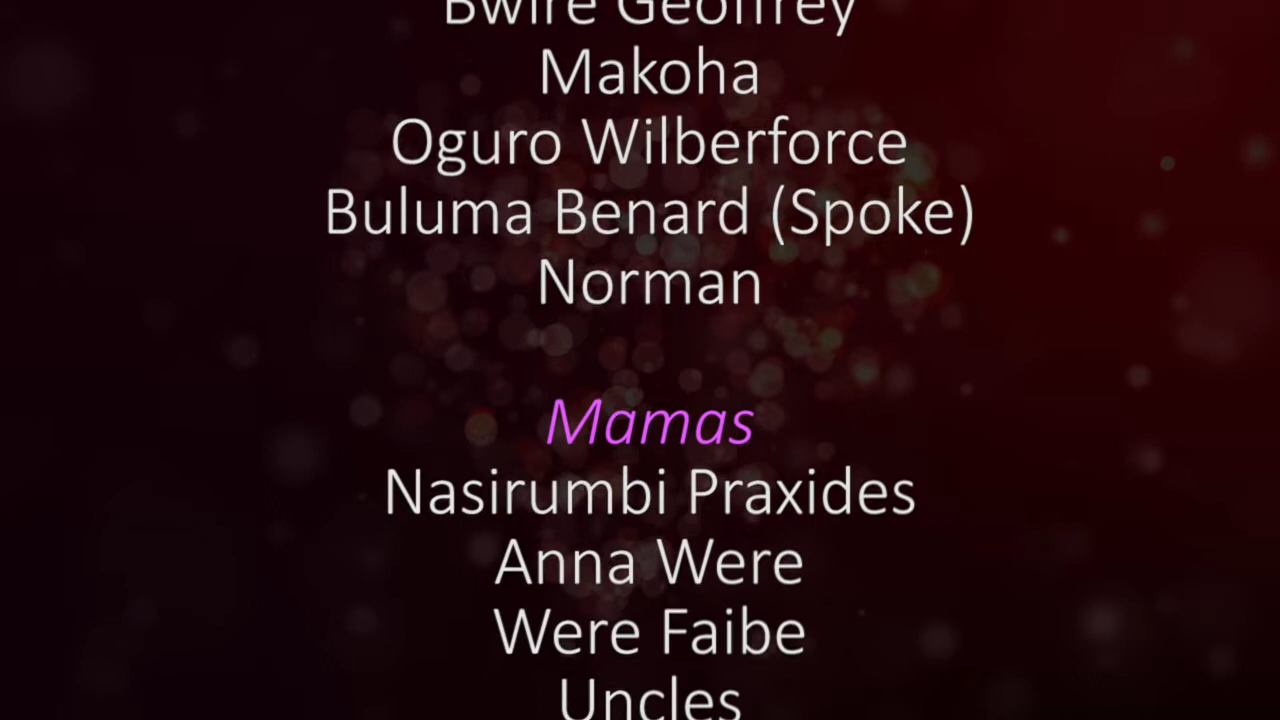 Bwire Geoffrey
Makoha
Oguro Wilberforce
Buluma Benard (Spoke)
Norman
Mamas
Nasirumbi Praxides
Anna Were
Were Faibe
Uncles